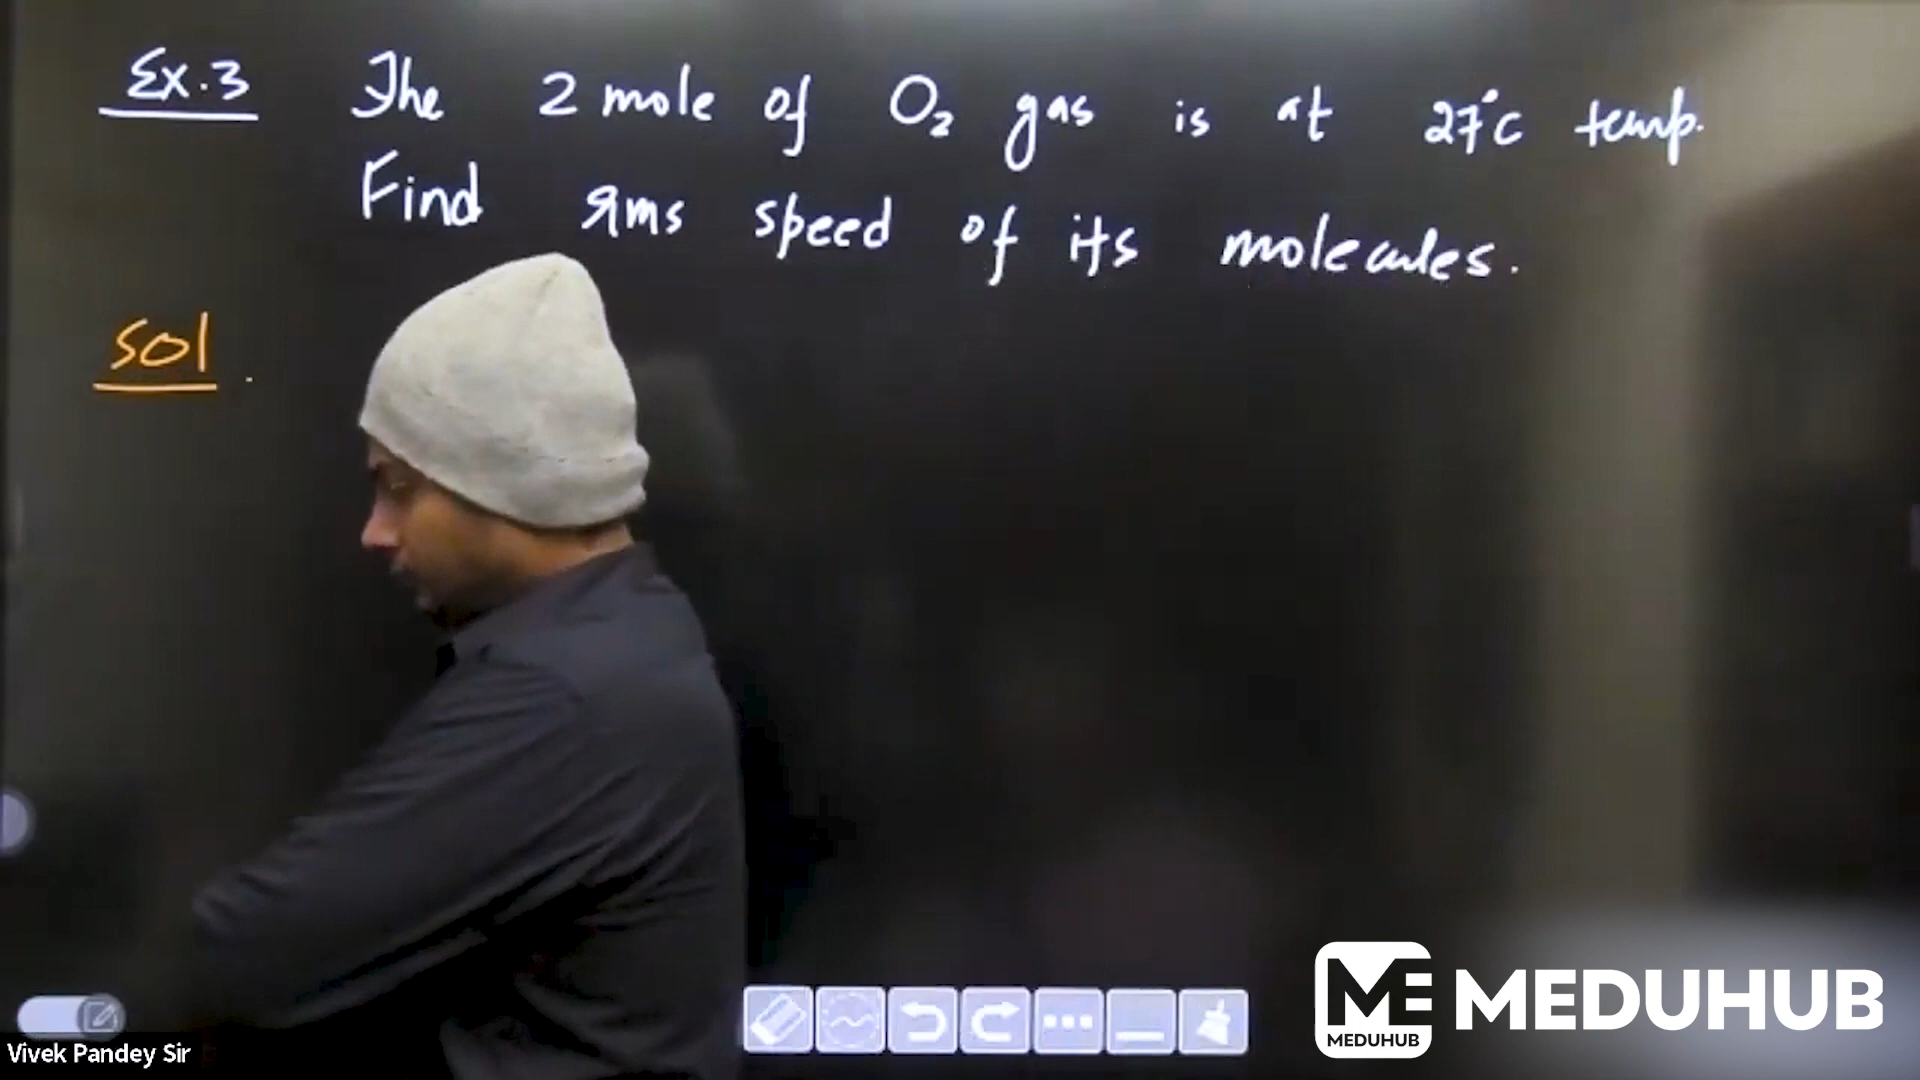 Ex.3 The 2 mole of O₂ gas is at 27°C temp.
Find rms speed of its molecules.
Sol.
Vivek Pandey Sir
ME MEDUHUB
MEDUHUB